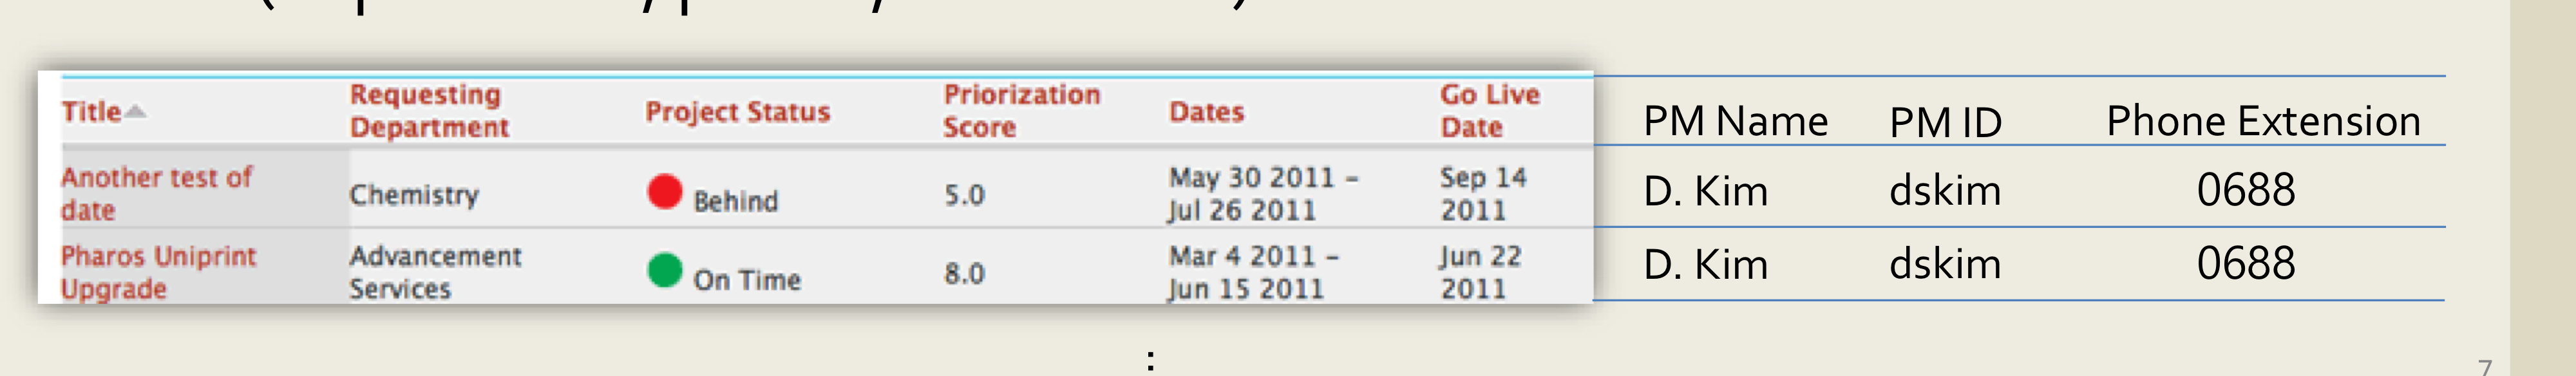 Title Requesting Department Project Status Priorization Score Dates Go Live Date PM Name PM ID Phone Extension
Another test of date Chemistry Behind 5.0 May 30 2011 – Jul 26 2011 Sep 14 2011 D. Kim dskim 0688
Pharos Uniprint Upgrade Advancement Services On Time 8.0 Mar 4 2011 – Jun 15 2011 Jun 22 2011 D. Kim dskim 0688
:
7